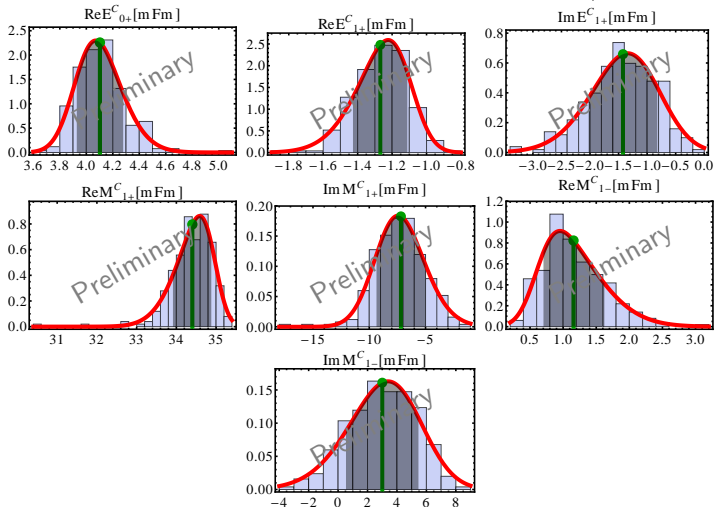 ReE^C_{0+}[mFm]
2.5
2.0
1.5
1.0
0.5
0.0
3.6 3.8 4.0 4.2 4.4 4.6 4.8 5.0
Preliminary
ReE^C_{1+}[mFm]
2.5
2.0
1.5
1.0
0.5
0.0
-1.8 -1.6 -1.4 -1.2 -1.0 -0.8
Preliminary
ImE^C_{1+}[mFm]
0.8
0.6
0.4
0.2
0.0
-3.0 -2.5 -2.0 -1.5 -1.0 -0.5 0.0
Preliminary
ReM^C_{1+}[mFm]
1.0
0.8
0.6
0.4
0.2
0.0
31 32 33 34 35
Preliminary
ImM^C_{1+}[mFm]
0.20
0.15
0.10
0.05
0.00
-15 -10 -5
Preliminary
ReM^C_{1-}[mFm]
1.2
1.0
0.8
0.6
0.4
0.2
0.0
0.5 1.0 1.5 2.0 2.5 3.0
Preliminary
ImM^C_{1-}[mFm]
0.15
0.10
0.05
0.00
-4 -2 0 2 4 6 8
Preliminary